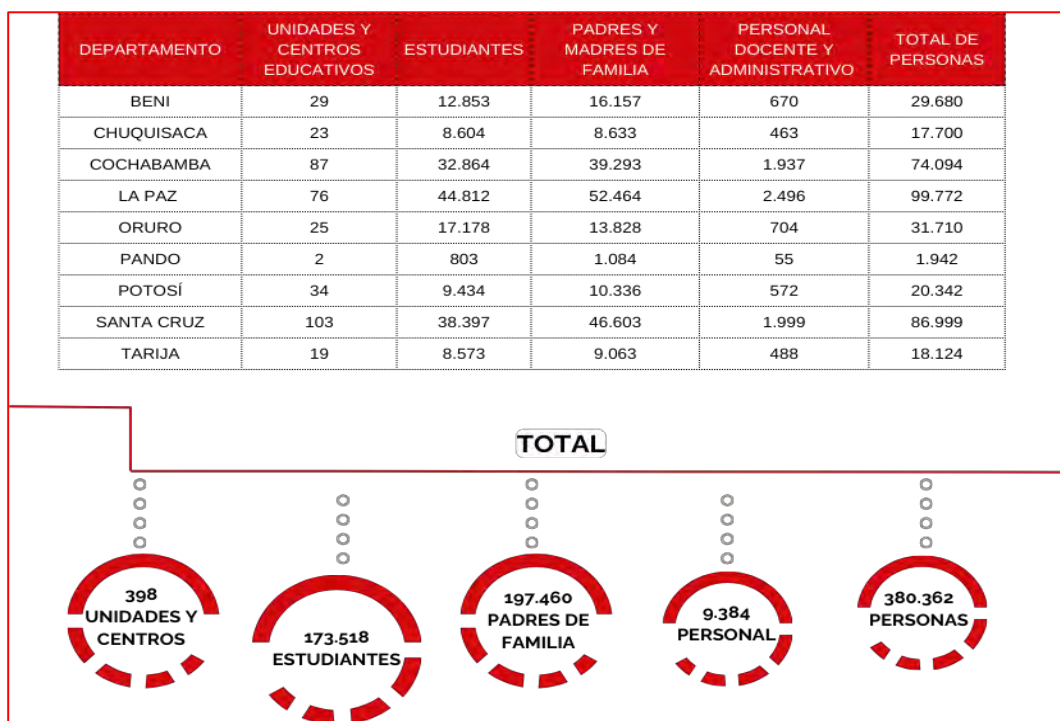 DEPARTAMENTO UNIDADES Y CENTROS EDUCATIVOS ESTUDIANTES PADRES Y MADRES DE FAMILIA PERSONAL DOCENTE Y ADMINISTRATIVO TOTAL DE PERSONAS
BENI 29 12.853 16.157 670 29.680
CHUQUISACA 23 8.604 8.633 463 17.700
COCHABAMBA 87 32.864 39.293 1.937 74.094
LA PAZ 76 44.812 52.464 2.496 99.772
ORURO 25 17.178 13.828 704 31.710
PANDO 2 803 1.084 55 1.942
POTOSÍ 34 9.434 10.336 572 20.342
SANTA CRUZ 103 38.397 46.603 1.999 86.999
TARIJA 19 8.573 9.063 488 18.124
TOTAL
398
UNIDADES Y
CENTROS
173.518
ESTUDIANTES
197.460
PADRES DE
FAMILIA
9.384
PERSONAL
380.362
PERSONAS